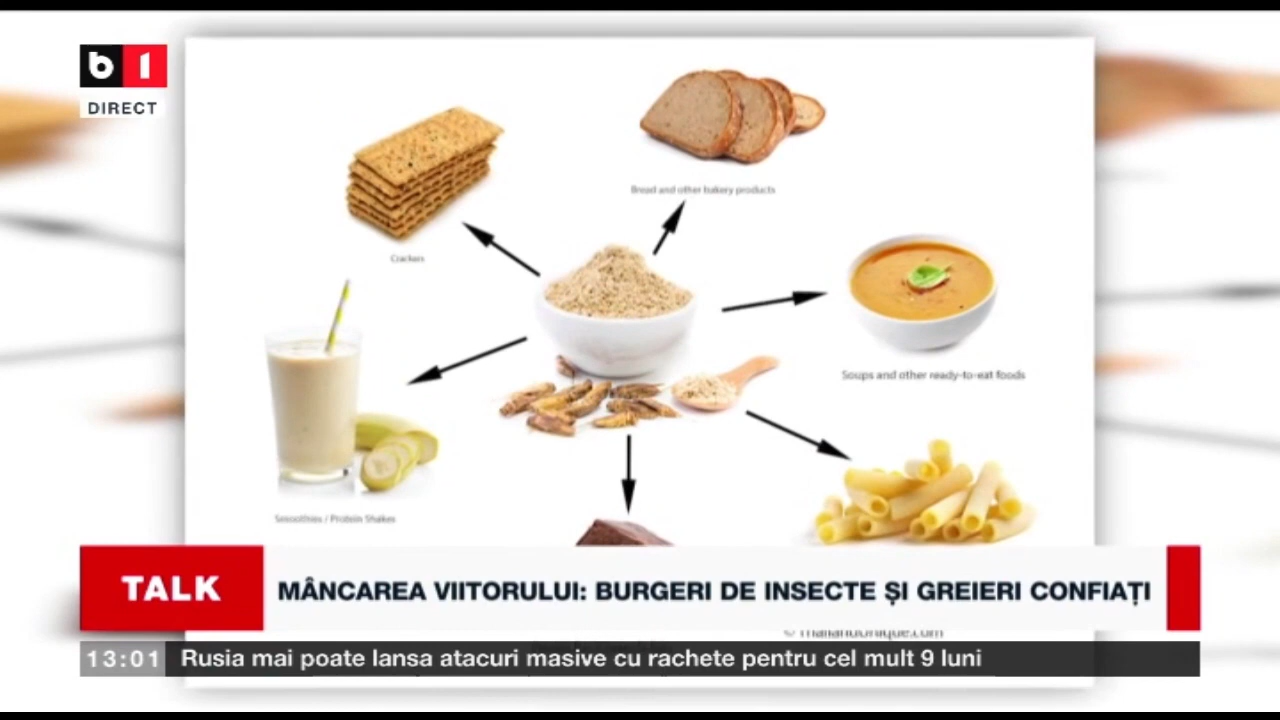 b1
DIRECT
Bread and other bakery products
Crackers
Soups and other ready-to-eat foods
Smoothies / Protein Shakes
TALK
MÂNCAREA VIITORULUI: BURGERI DE INSECTE ȘI GREIERI CONFIAȚI
13:01
Rusia mai poate lansa atacuri masive cu rachete pentru cel mult 9 luni